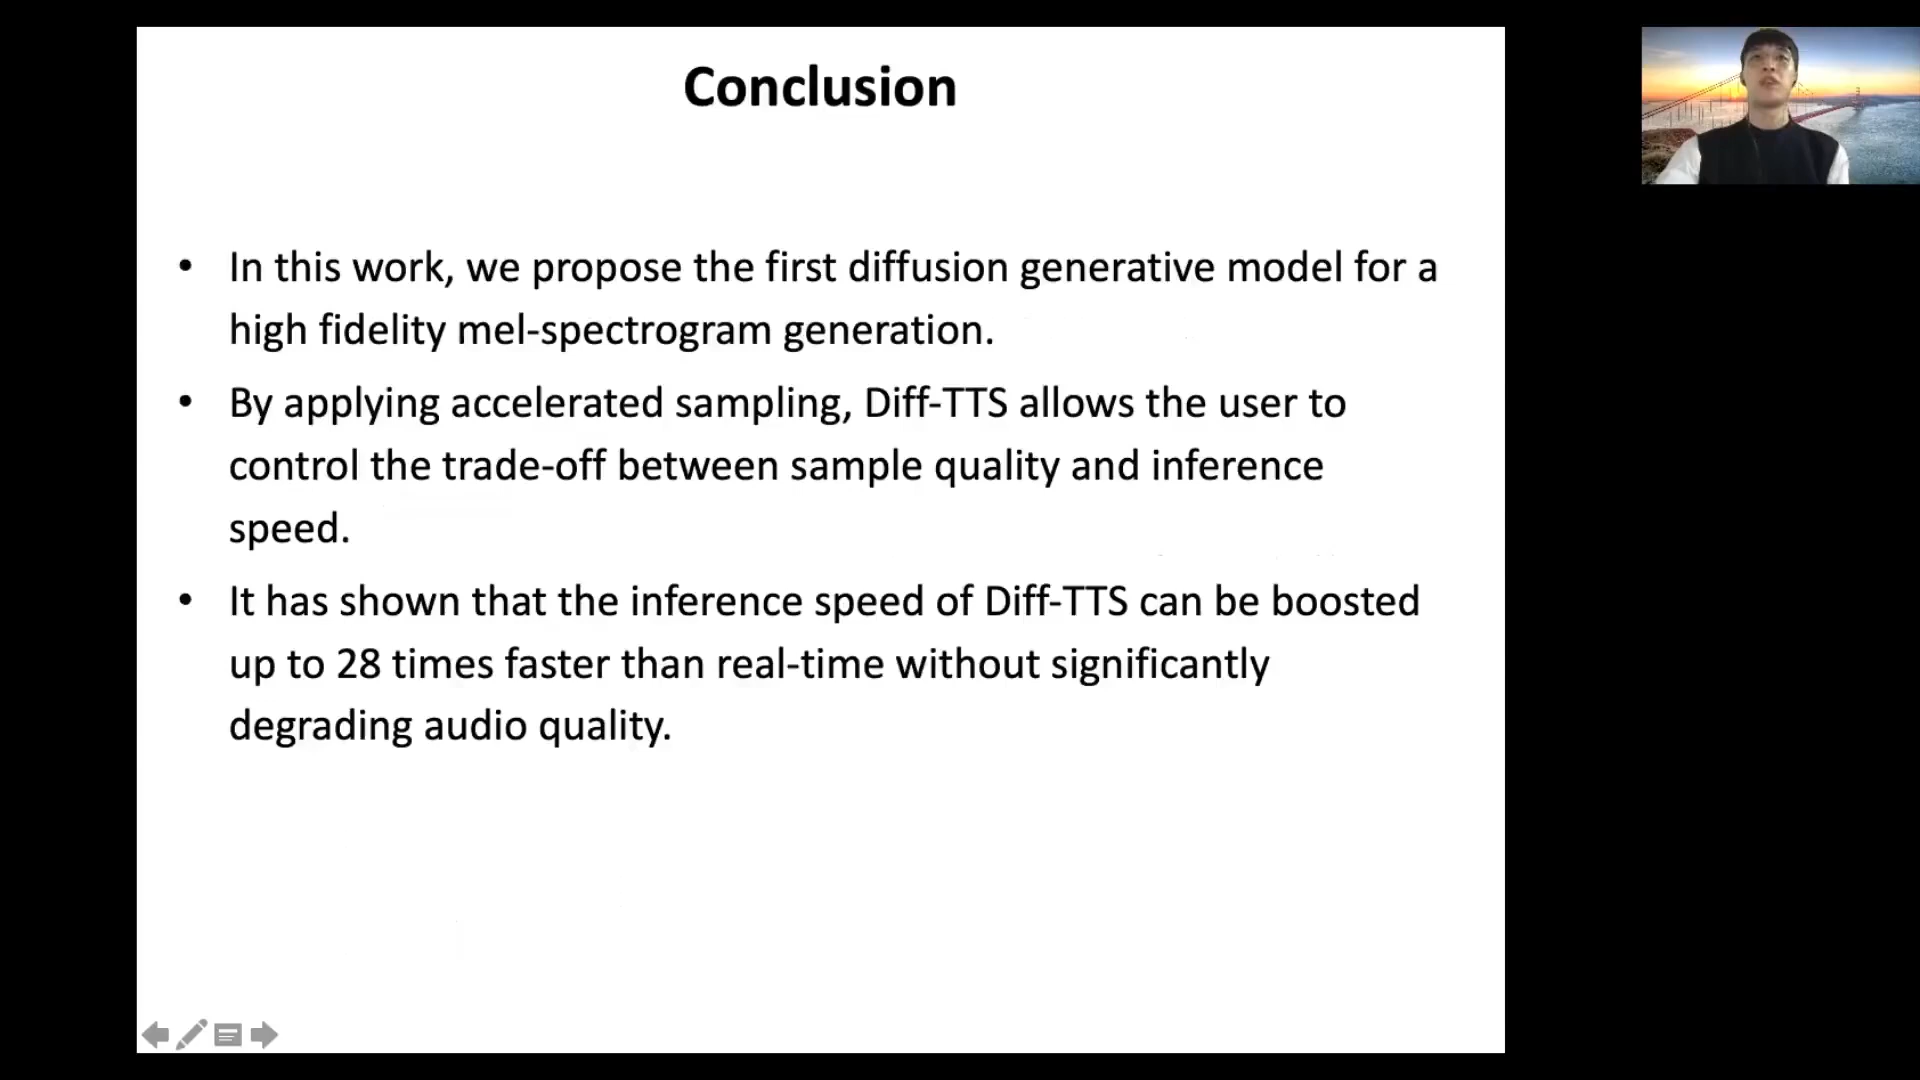 Conclusion
• In this work, we propose the first diffusion generative model for a
high fidelity mel-spectrogram generation.
• By applying accelerated sampling, Diff-TTS allows the user to
control the trade-off between sample quality and inference
speed.
• It has shown that the inference speed of Diff-TTS can be boosted
up to 28 times faster than real-time without significantly
degrading audio quality.